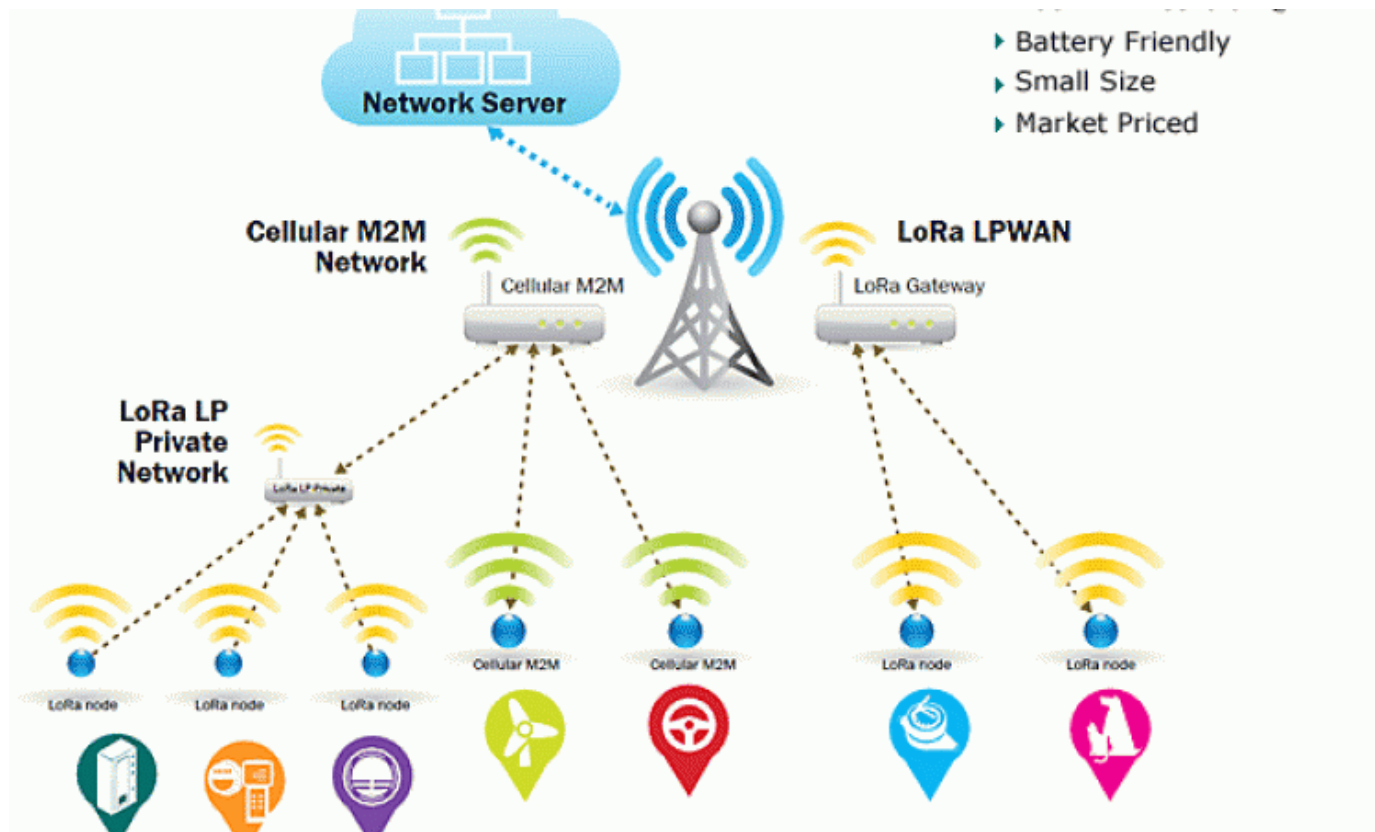 Battery Friendly
Small Size
Market Priced
Network Server
Cellular M2M
Network
Cellular M2M
LoRa LPWAN
LoRa Gateway
LoRa LP
Private
Network
LoRa LP Private
Cellular M2M
Cellular M2M
LoRa node
LoRa node
LoRa node
LoRa node
LoRa node